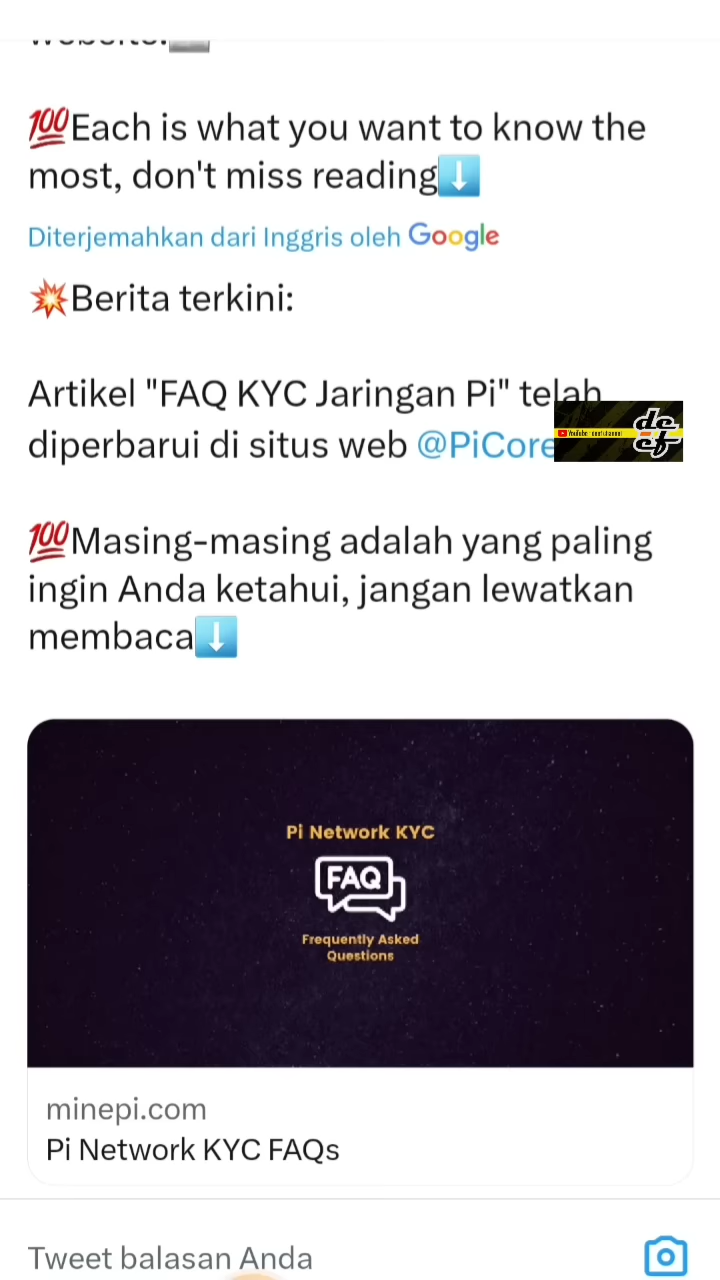 💯Each is what you want to know the
most, don't miss reading⬇️
Diterjemahkan dari Inggris oleh Google
💥Berita terkini:
Artikel "FAQ KYC Jaringan Pi" telah
diperbarui di situs web @PiCore
💯Masing-masing adalah yang paling
ingin Anda ketahui, jangan lewatkan
membaca⬇️
Pi Network KYC
FAQ
Frequently Asked
Questions
minepi.com
Pi Network KYC FAQs
Tweet balasan Anda